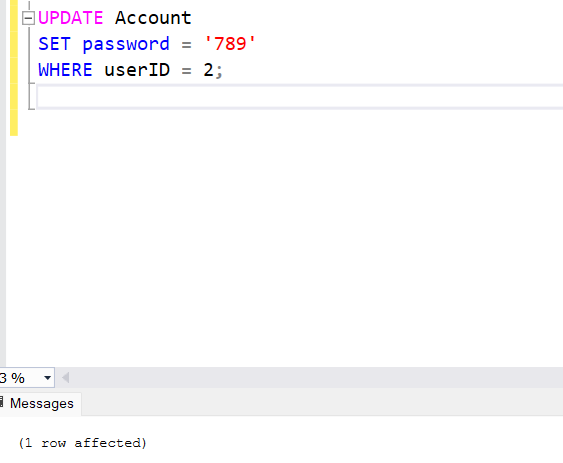 UPDATE Account
SET password = '789'
WHERE userID = 2;
3 %
Messages
(1 row affected)